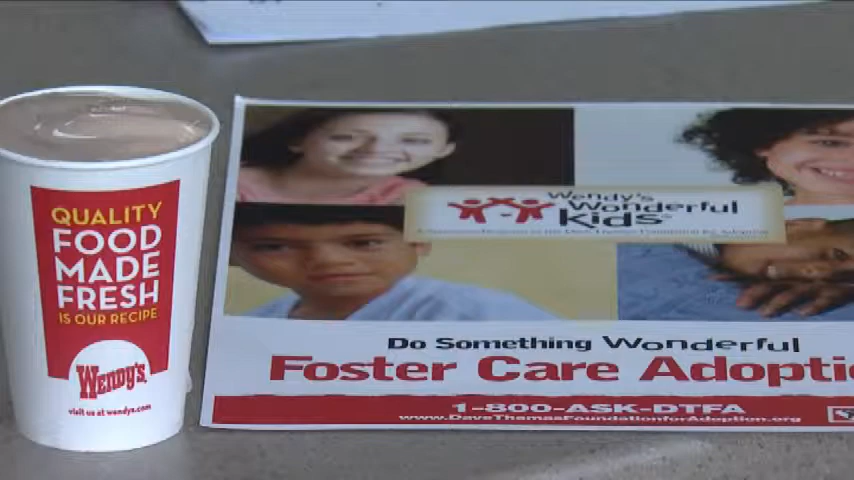 QUALITY
FOOD
MADE
FRESH
IS OUR RECIPE
WENDY'S
visit us at wendys.com
Wendy's
Wonderful
Kids
Do Something Wonderful
Foster Care Adopti
1-800-ASK-DTFA
www.DaveThomasFoundationforAdoption.org